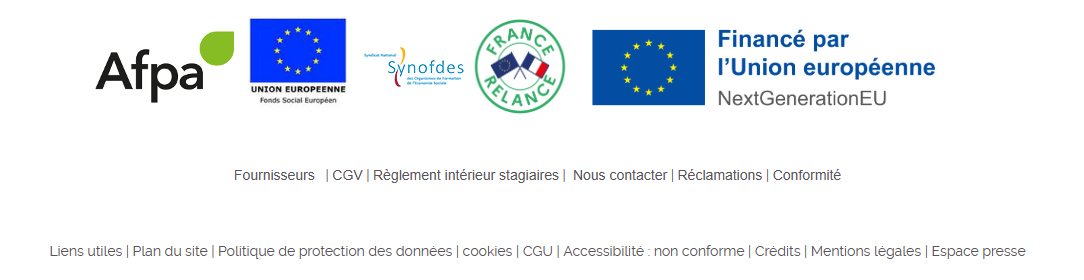 Afpa
UNION EUROPEENNE
Fonds Social Européen
Syndicat National
Synofdes
des Organismes de Formation
de l'Economie Sociale
FRANCE
RELANCE
Financé par
l'Union européenne
NextGenerationEU
Fournisseurs | CGV | Règlement intérieur stagiaires | Nous contacter | Réclamations | Conformité
Liens utiles | Plan du site | Politique de protection des données | cookies | CGU | Accessibilité : non conforme | Crédits | Mentions légales | Espace presse